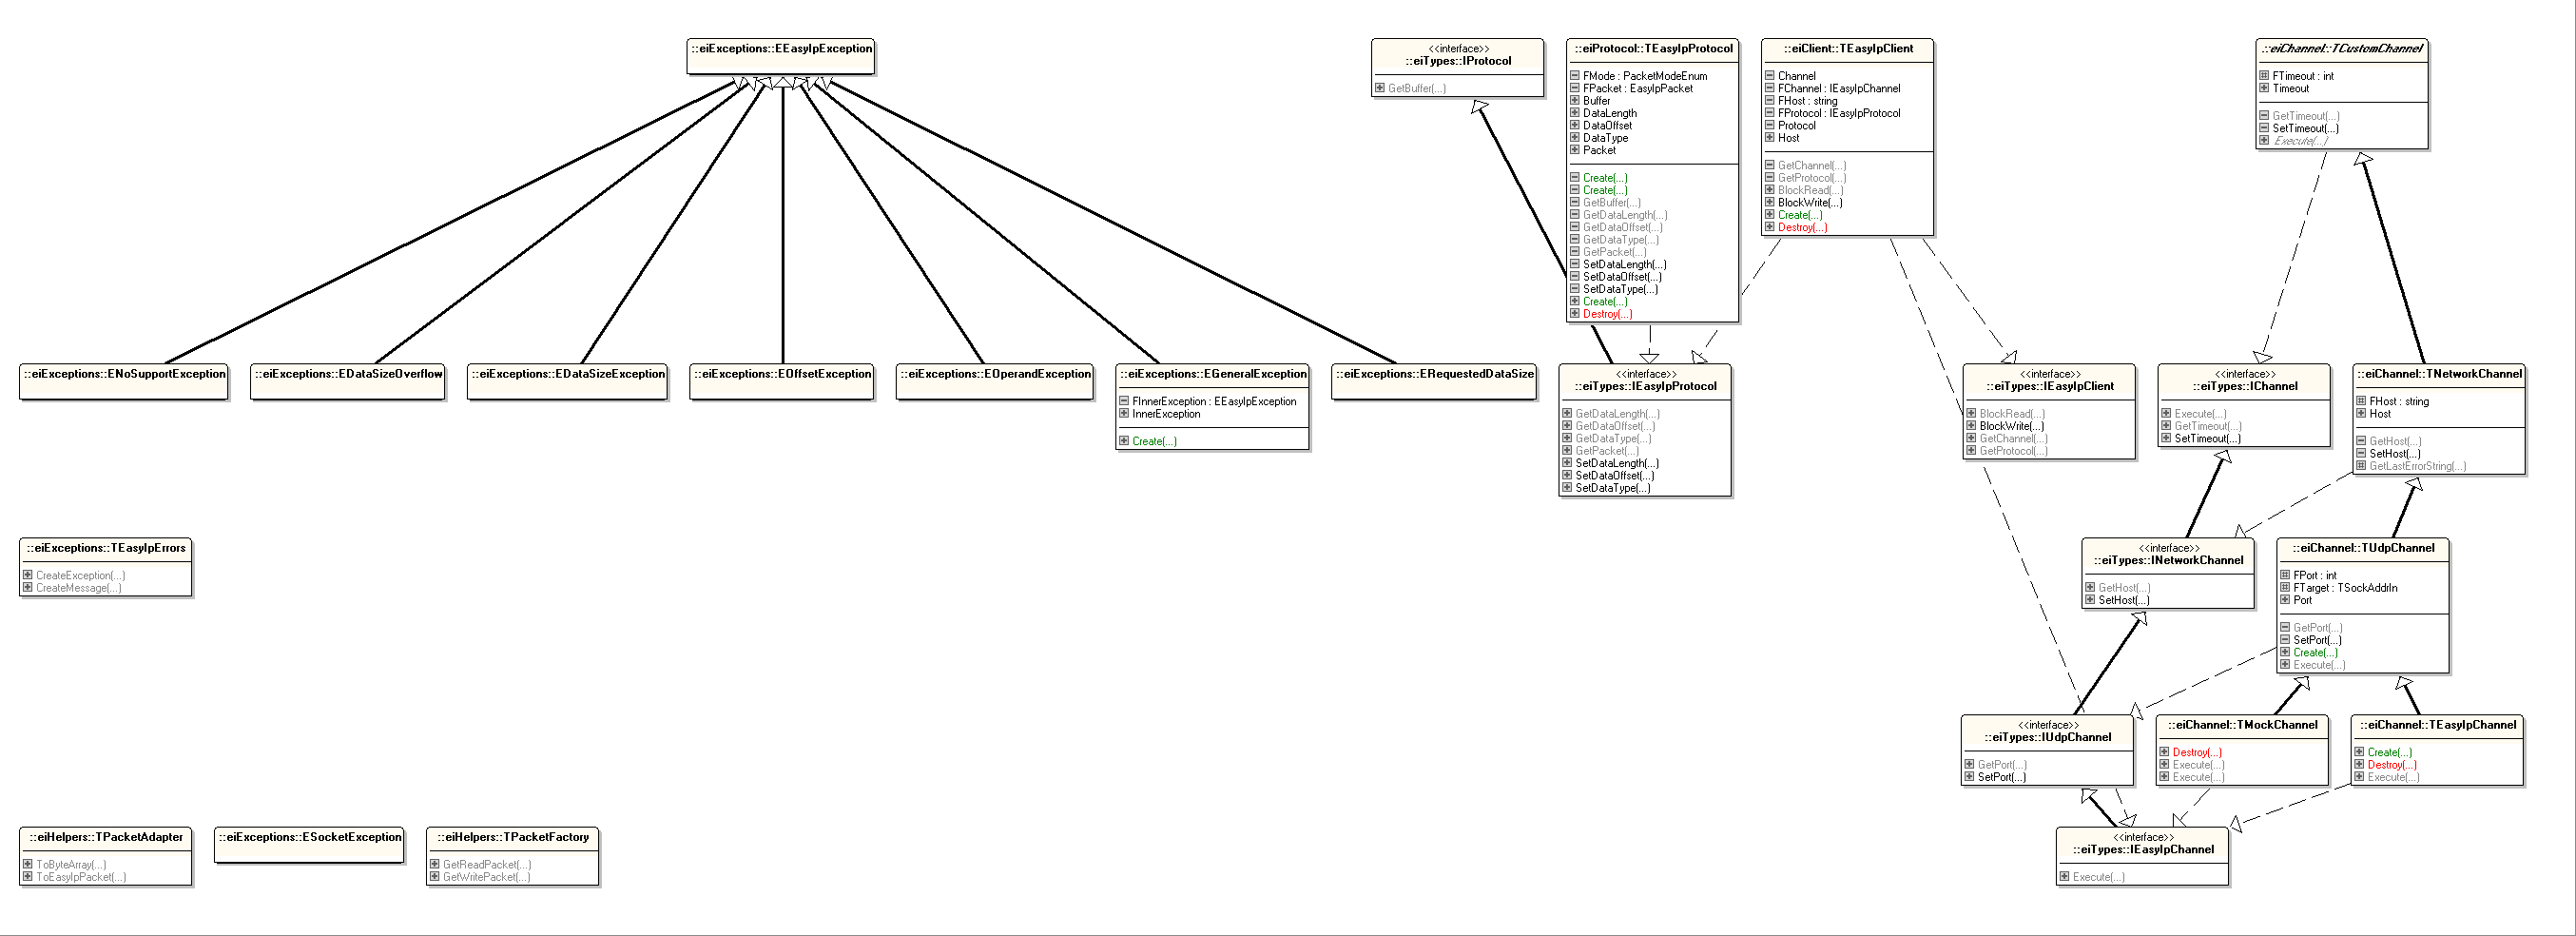 ::eiExceptions::EEasyIpException
<<interface>>
::eiTypes::IProtocol
GetBuffer(...)
::eiProtocol::TEasyIpProtocol
FMode : PacketModeEnum
FPacket : EasyIpPacket
Buffer
DataLength
DataOffset
DataType
Packet
Create(...)
Create(...)
GetBuffer(...)
GetDataLength(...)
GetDataOffset(...)
GetDataType(...)
GetPacket(...)
SetDataLength(...)
SetDataOffset(...)
SetDataType(...)
Create(...)
Destroy(...)
::eiClient::TEasyIpClient
Channel
FChannel : IEasyIpChannel
FHost : string
FProtocol : IEasyIpProtocol
Protocol
Host
GetChannel(...)
GetProtocol(...)
BlockRead(...)
BlockWrite(...)
Create(...)
Destroy(...)
::eiChannel::TCustomChannel
FTimeout : int
Timeout
GetTimeout(...)
SetTimeout(...)
Execute(...)
::eiExceptions::ENoSupportException
::eiExceptions::EDataSizeOverflow
::eiExceptions::EDataSizeException
::eiExceptions::EOffsetException
::eiExceptions::EOperandException
::eiExceptions::EGeneralException
FInnerException : EEasyIpException
InnerException
Create(...)
::eiExceptions::ERequestedDataSize
<<interface>>
::eiTypes::IEasyIpProtocol
GetDataLength(...)
GetDataOffset(...)
GetDataType(...)
GetPacket(...)
SetDataLength(...)
SetDataOffset(...)
SetDataType(...)
<<interface>>
::eiTypes::IEasyIpClient
BlockRead(...)
BlockWrite(...)
GetChannel(...)
GetProtocol(...)
<<interface>>
::eiTypes::IChannel
Execute(...)
GetTimeout(...)
SetTimeout(...)
::eiChannel::TNetworkChannel
FHost : string
Host
GetHost(...)
SetHost(...)
GetLastErrorString(...)
::eiExceptions::TEasyIpErrors
CreateException(...)
CreateMessage(...)
<<interface>>
::eiTypes::INetworkChannel
GetHost(...)
SetHost(...)
::eiChannel::TUdpChannel
FPort : int
FTarget : TSockAddrIn
Port
GetPort(...)
SetPort(...)
Create(...)
Execute(...)
<<interface>>
::eiTypes::IUdpChannel
GetPort(...)
SetPort(...)
::eiChannel::TMockChannel
Destroy(...)
Execute(...)
Execute(...)
::eiChannel::TEasyIpChannel
Create(...)
Destroy(...)
Execute(...)
::eiHelpers::TPacketAdapter
ToByteArray(...)
ToEasyIpPacket(...)
::eiExceptions::ESocketException
::eiHelpers::TPacketFactory
GetReadPacket(...)
GetWritePacket(...)
<<interface>>
::eiTypes::IEasyIpChannel
Execute(...)